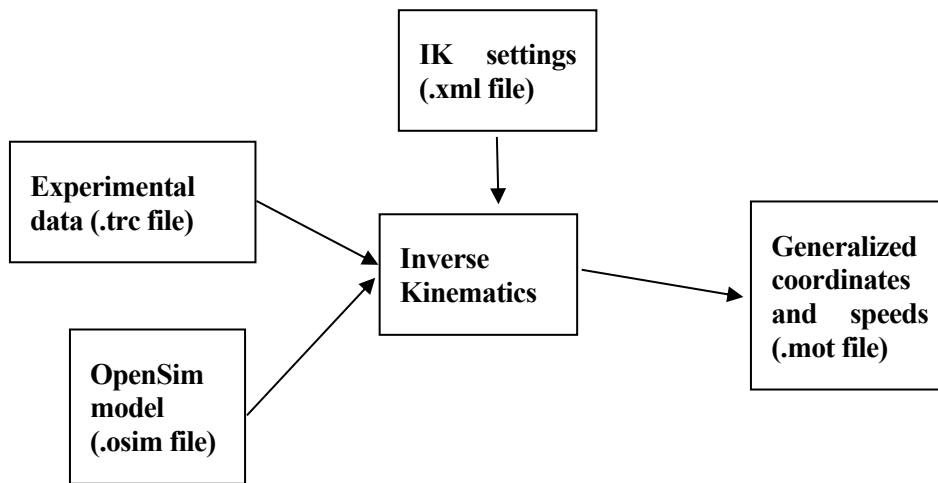 IK settings
(.xml file)
Experimental
data (.trc file)
Inverse
Kinematics
Generalized
coordinates
and speeds
(.mot file)
OpenSim
model
(.osim file)